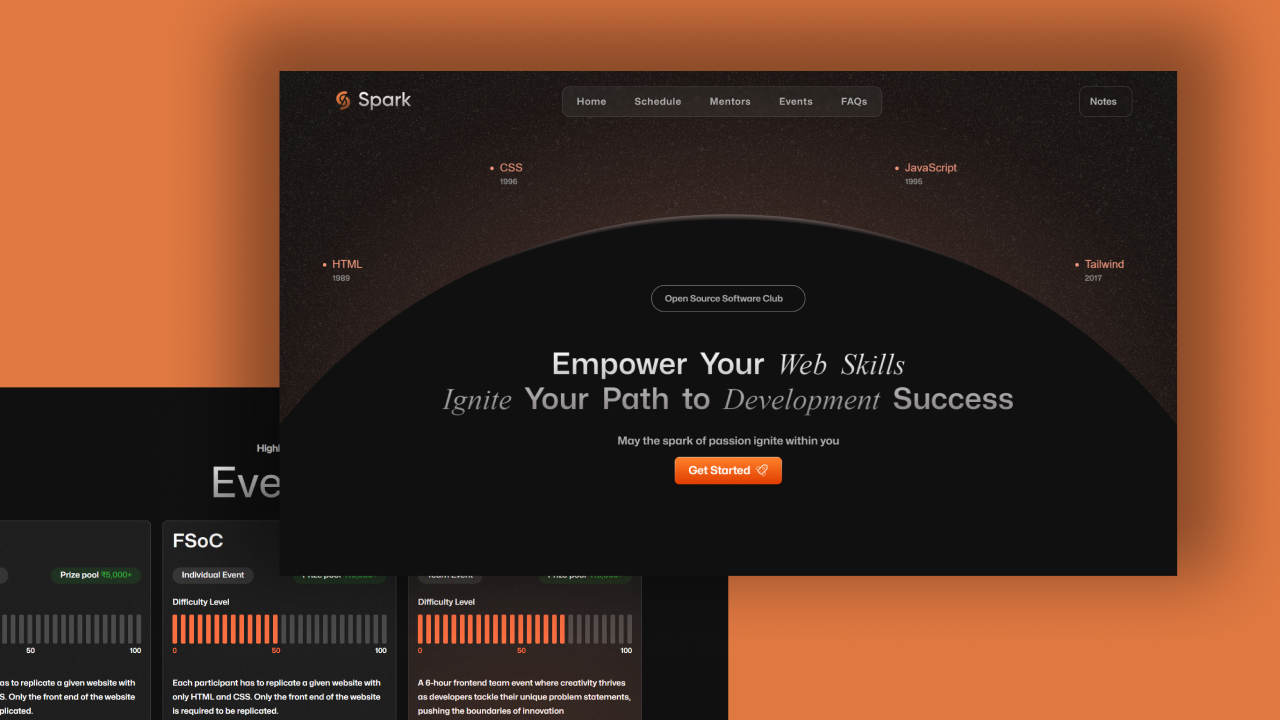 Spark
Home Schedule Mentors Events FAQs
Notes
CSS
1996
JavaScript
1995
HTML
1989
Tailwind
2017
Open Source Software Club
Empower Your Web Skills
Ignite Your Path to Development Success
May the spark of passion ignite within you
Get Started
Highl
Eve
Prize pool ₹5,000+
50 100
as to replicate a given website with
S. Only the front end of the website
plicated.
FSoC
Individual Event
Prize pool
Difficulty Level
0 50 100
Each participant has to replicate a given website with
only HTML and CSS. Only the front end of the website
is required to be replicated.
Team Event Prize pool
Difficulty Level
0 50 100
A 6-hour frontend team event where creativity thrives
as developers tackle their unique problem statements,
pushing the boundaries of innovation